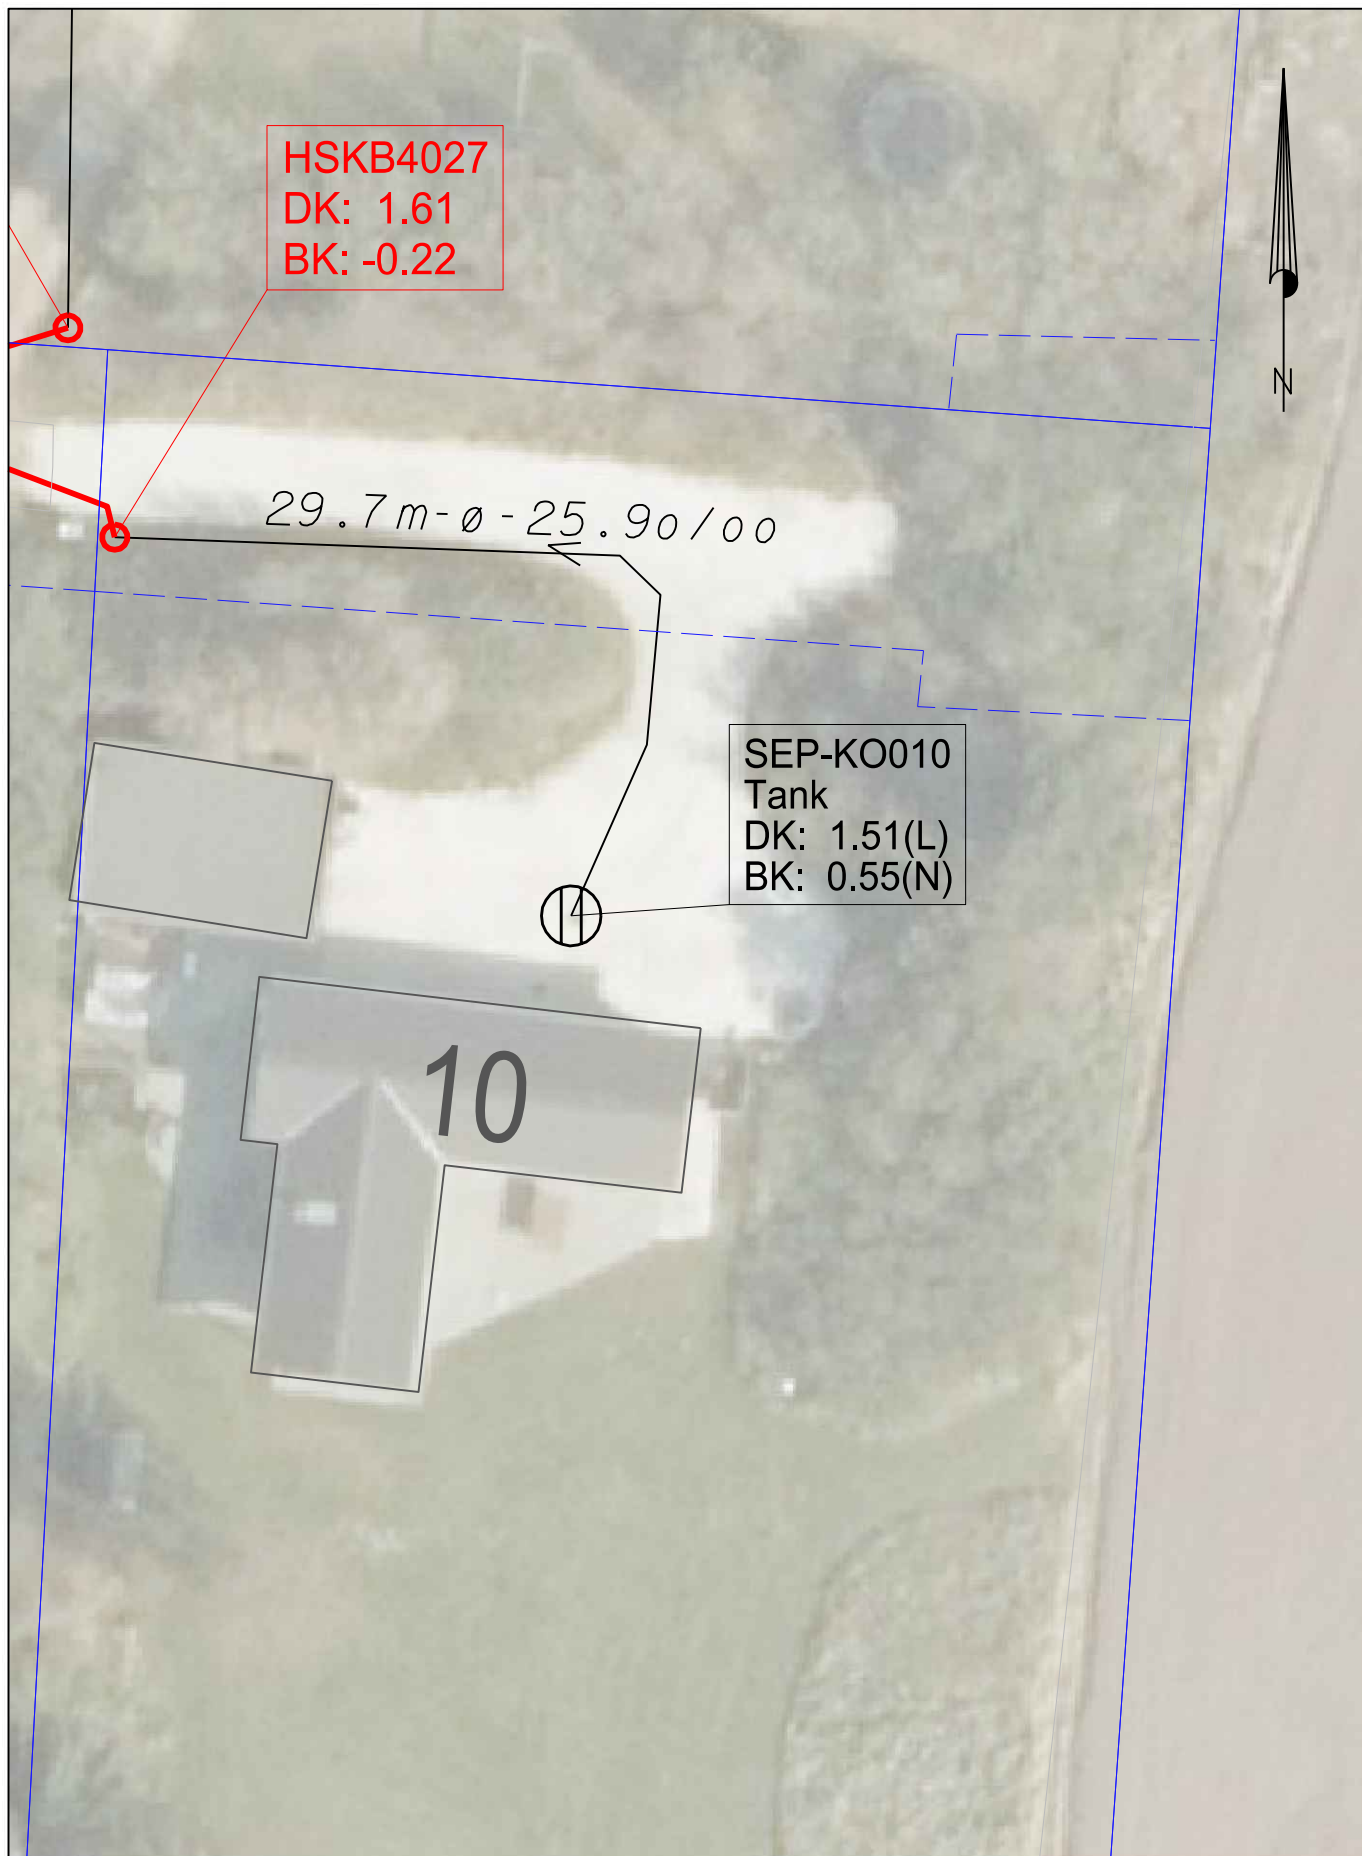 HSKB4027
DK: 1.61
BK: -0.22
N
29.7m-ø-25.9o/oo
SEP-KO010
Tank
DK: 1.51(L)
BK: 0.55(N)
10